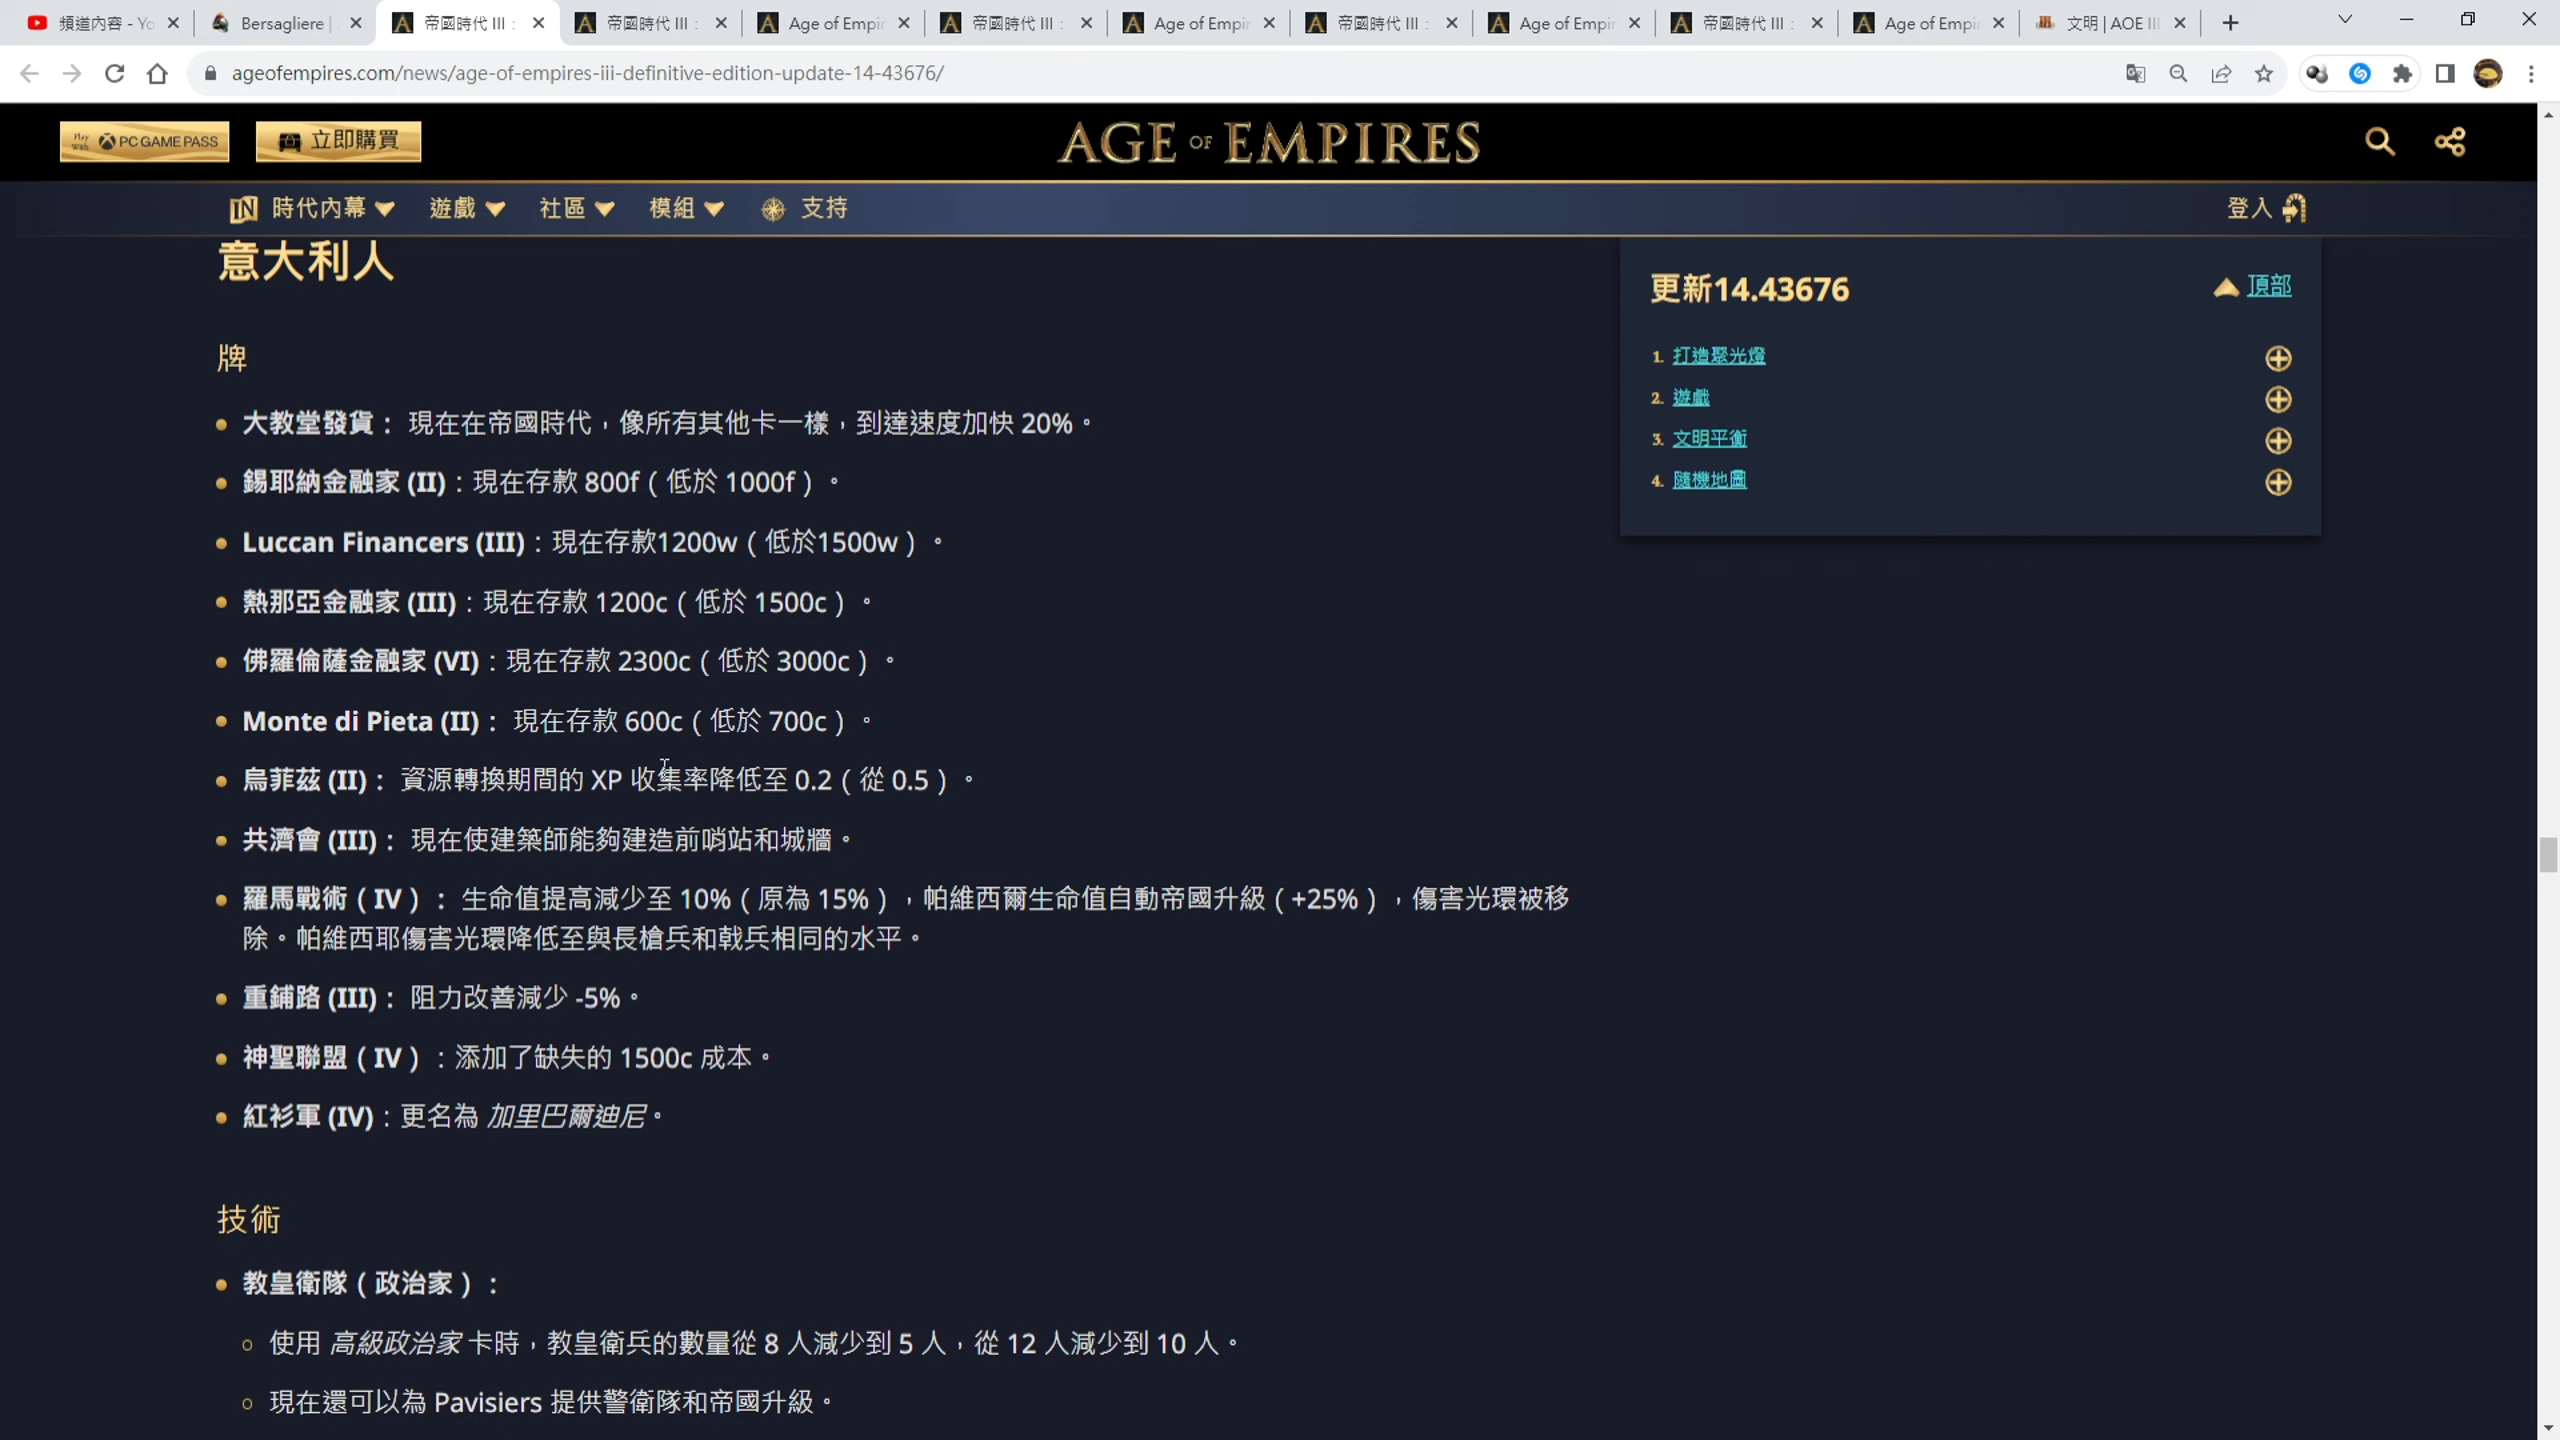 頻道內容 - Yo
Bersagliere |
帝國時代 III :
帝國時代 III :
Age of Empir
帝國時代 III :
Age of Empir
帝國時代 III :
Age of Empir
帝國時代 III :
Age of Empir
文明 | AOE III
ageofempires.com/news/age-of-empires-iii-definitive-edition-update-14-43676/
Play with PC GAME PASS
立即購買
AGE OF EMPIRES
IN 時代內幕
遊戲
社區
模組
支持
登入
意大利人
牌
大教堂發貨： 現在在帝國時代，像所有其他卡一樣，到達速度加快 20%。
錫耶納金融家 (II)：現在存款 800f（低於 1000f）。
Luccan Financers (III)：現在存款1200w（低於1500w）。
熱那亞金融家 (III)：現在存款 1200c（低於 1500c）。
佛羅倫薩金融家 (VI)：現在存款 2300c（低於 3000c）。
Monte di Pieta (II)： 現在存款 600c（低於 700c）。
烏菲茲 (II)： 資源轉換期間的 XP 收集率降低至 0.2（從 0.5）。
共濟會 (III)： 現在使建築師能夠建造前哨站和城牆。
羅馬戰術（IV）： 生命值提高減少至 10%（原為 15%），帕維西爾生命值自動帝國升級（+25%），傷害光環被移
除。帕維西耶傷害光環降低至與長槍兵和戟兵相同的水平。
重鋪路 (III)： 阻力改善減少 -5%。
神聖聯盟（IV）：添加了缺失的 1500c 成本。
紅衫軍 (IV)：更名為 加里巴爾迪尼。
技術
教皇衛隊（政治家）：
使用 高級政治家 卡時，教皇衛兵的數量從 8 人減少到 5 人，從 12 人減少到 10 人。
現在還可以為 Pavisiers 提供警衛隊和帝國升級。
更新14.43676
頂部
1. 打造聚光燈
2. 遊戲
3. 文明平衡
4. 隨機地圖